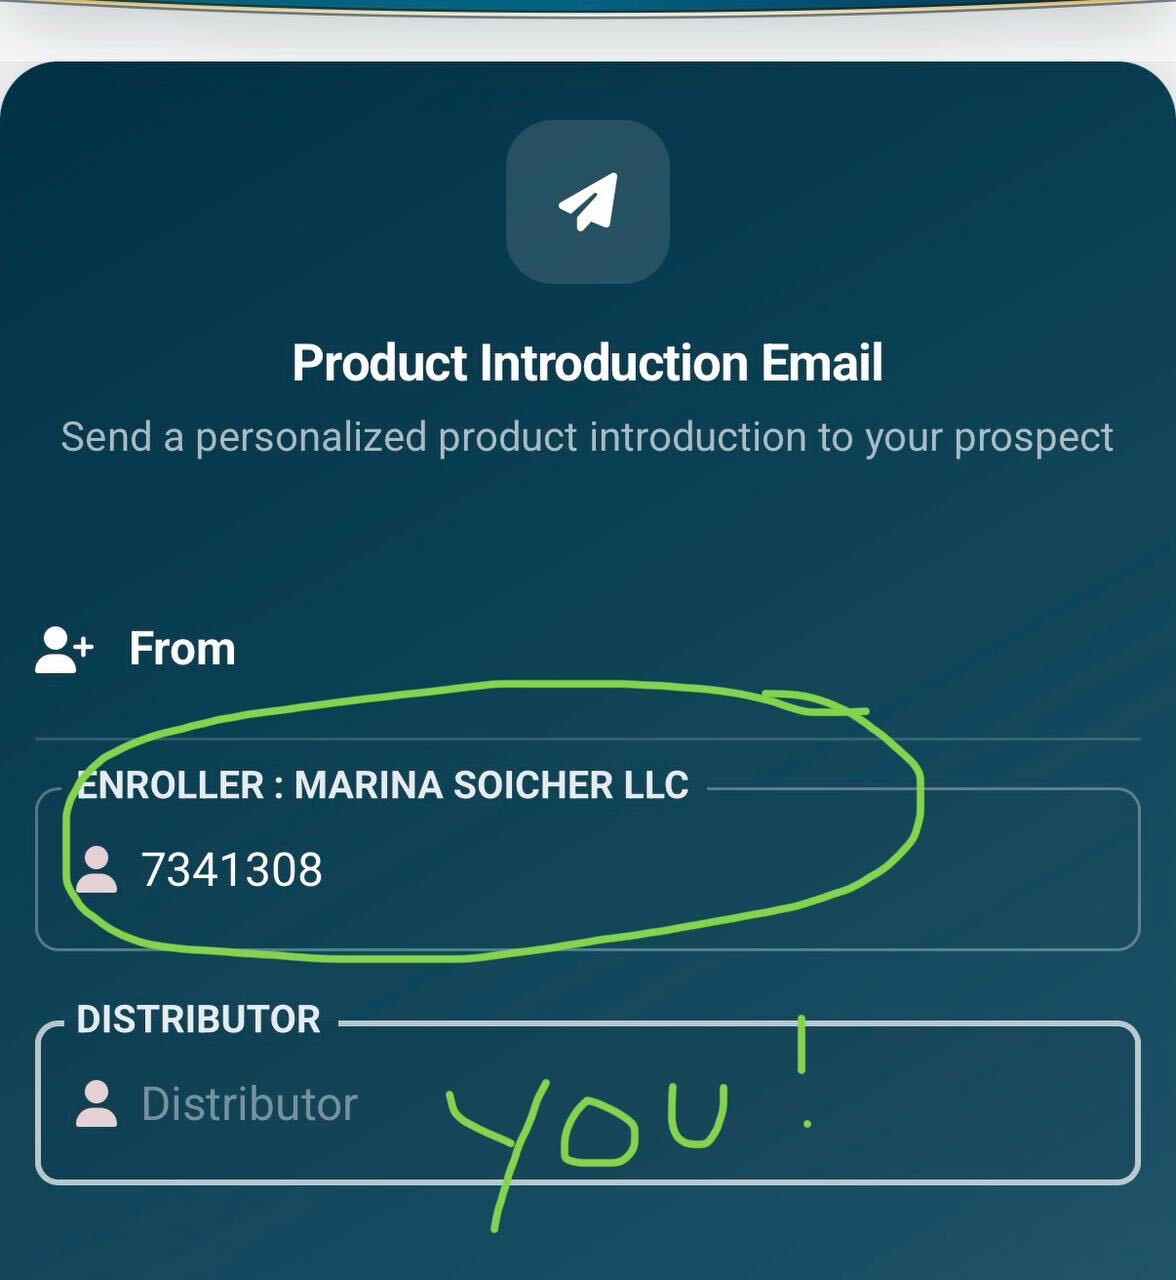 Product Introduction Email
Send a personalized product introduction to your prospect
From
ENROLLER : MARINA SOICHER LLC
7341308
DISTRIBUTOR
Distributor
YOU!